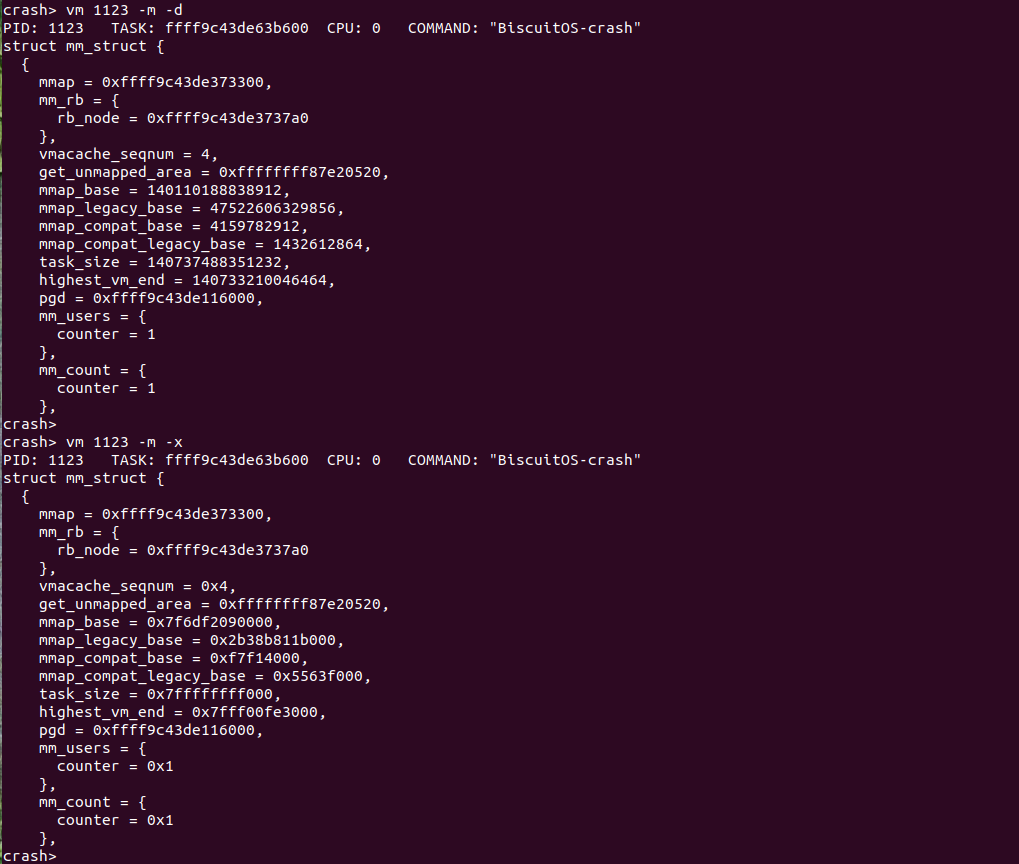 crash> vm 1123 -m -d
PID: 1123   TASK: ffff9c43de63b600  CPU: 0   COMMAND: "BiscuitOS-crash"
struct mm_struct {
  {
    mmap = 0xffff9c43de373300,
    mm_rb = {
      rb_node = 0xffff9c43de3737a0
    },
    vmacache_seqnum = 4,
    get_unmapped_area = 0xffffffff87e20520,
    mmap_base = 140110188838912,
    mmap_legacy_base = 47522606329856,
    mmap_compat_base = 4159782912,
    mmap_compat_legacy_base = 1432612864,
    task_size = 140737488351232,
    highest_vm_end = 140733210046464,
    pgd = 0xffff9c43de116000,
    mm_users = {
      counter = 1
    },
    mm_count = {
      counter = 1
    },
crash>
crash> vm 1123 -m -x
PID: 1123   TASK: ffff9c43de63b600  CPU: 0   COMMAND: "BiscuitOS-crash"
struct mm_struct {
  {
    mmap = 0xffff9c43de373300,
    mm_rb = {
      rb_node = 0xffff9c43de3737a0
    },
    vmacache_seqnum = 0x4,
    get_unmapped_area = 0xffffffff87e20520,
    mmap_base = 0x7f6df2090000,
    mmap_legacy_base = 0x2b38b811b000,
    mmap_compat_base = 0xf7f14000,
    mmap_compat_legacy_base = 0x5563f000,
    task_size = 0x7ffffffff000,
    highest_vm_end = 0x7fff00fe3000,
    pgd = 0xffff9c43de116000,
    mm_users = {
      counter = 0x1
    },
    mm_count = {
      counter = 0x1
    },
crash>